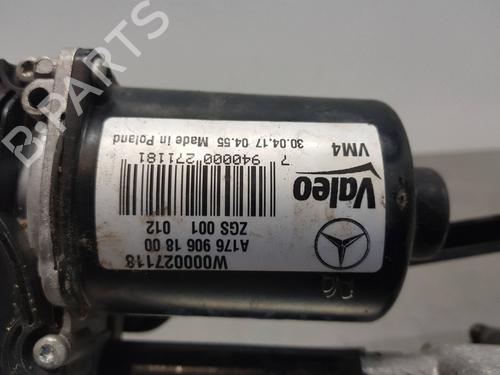 W000027118
A176 906 18 00
ZGS 001 012
7 940000 271181
30.04.17 04.55 Made in Poland
Valeo
VM4
B-PARTS